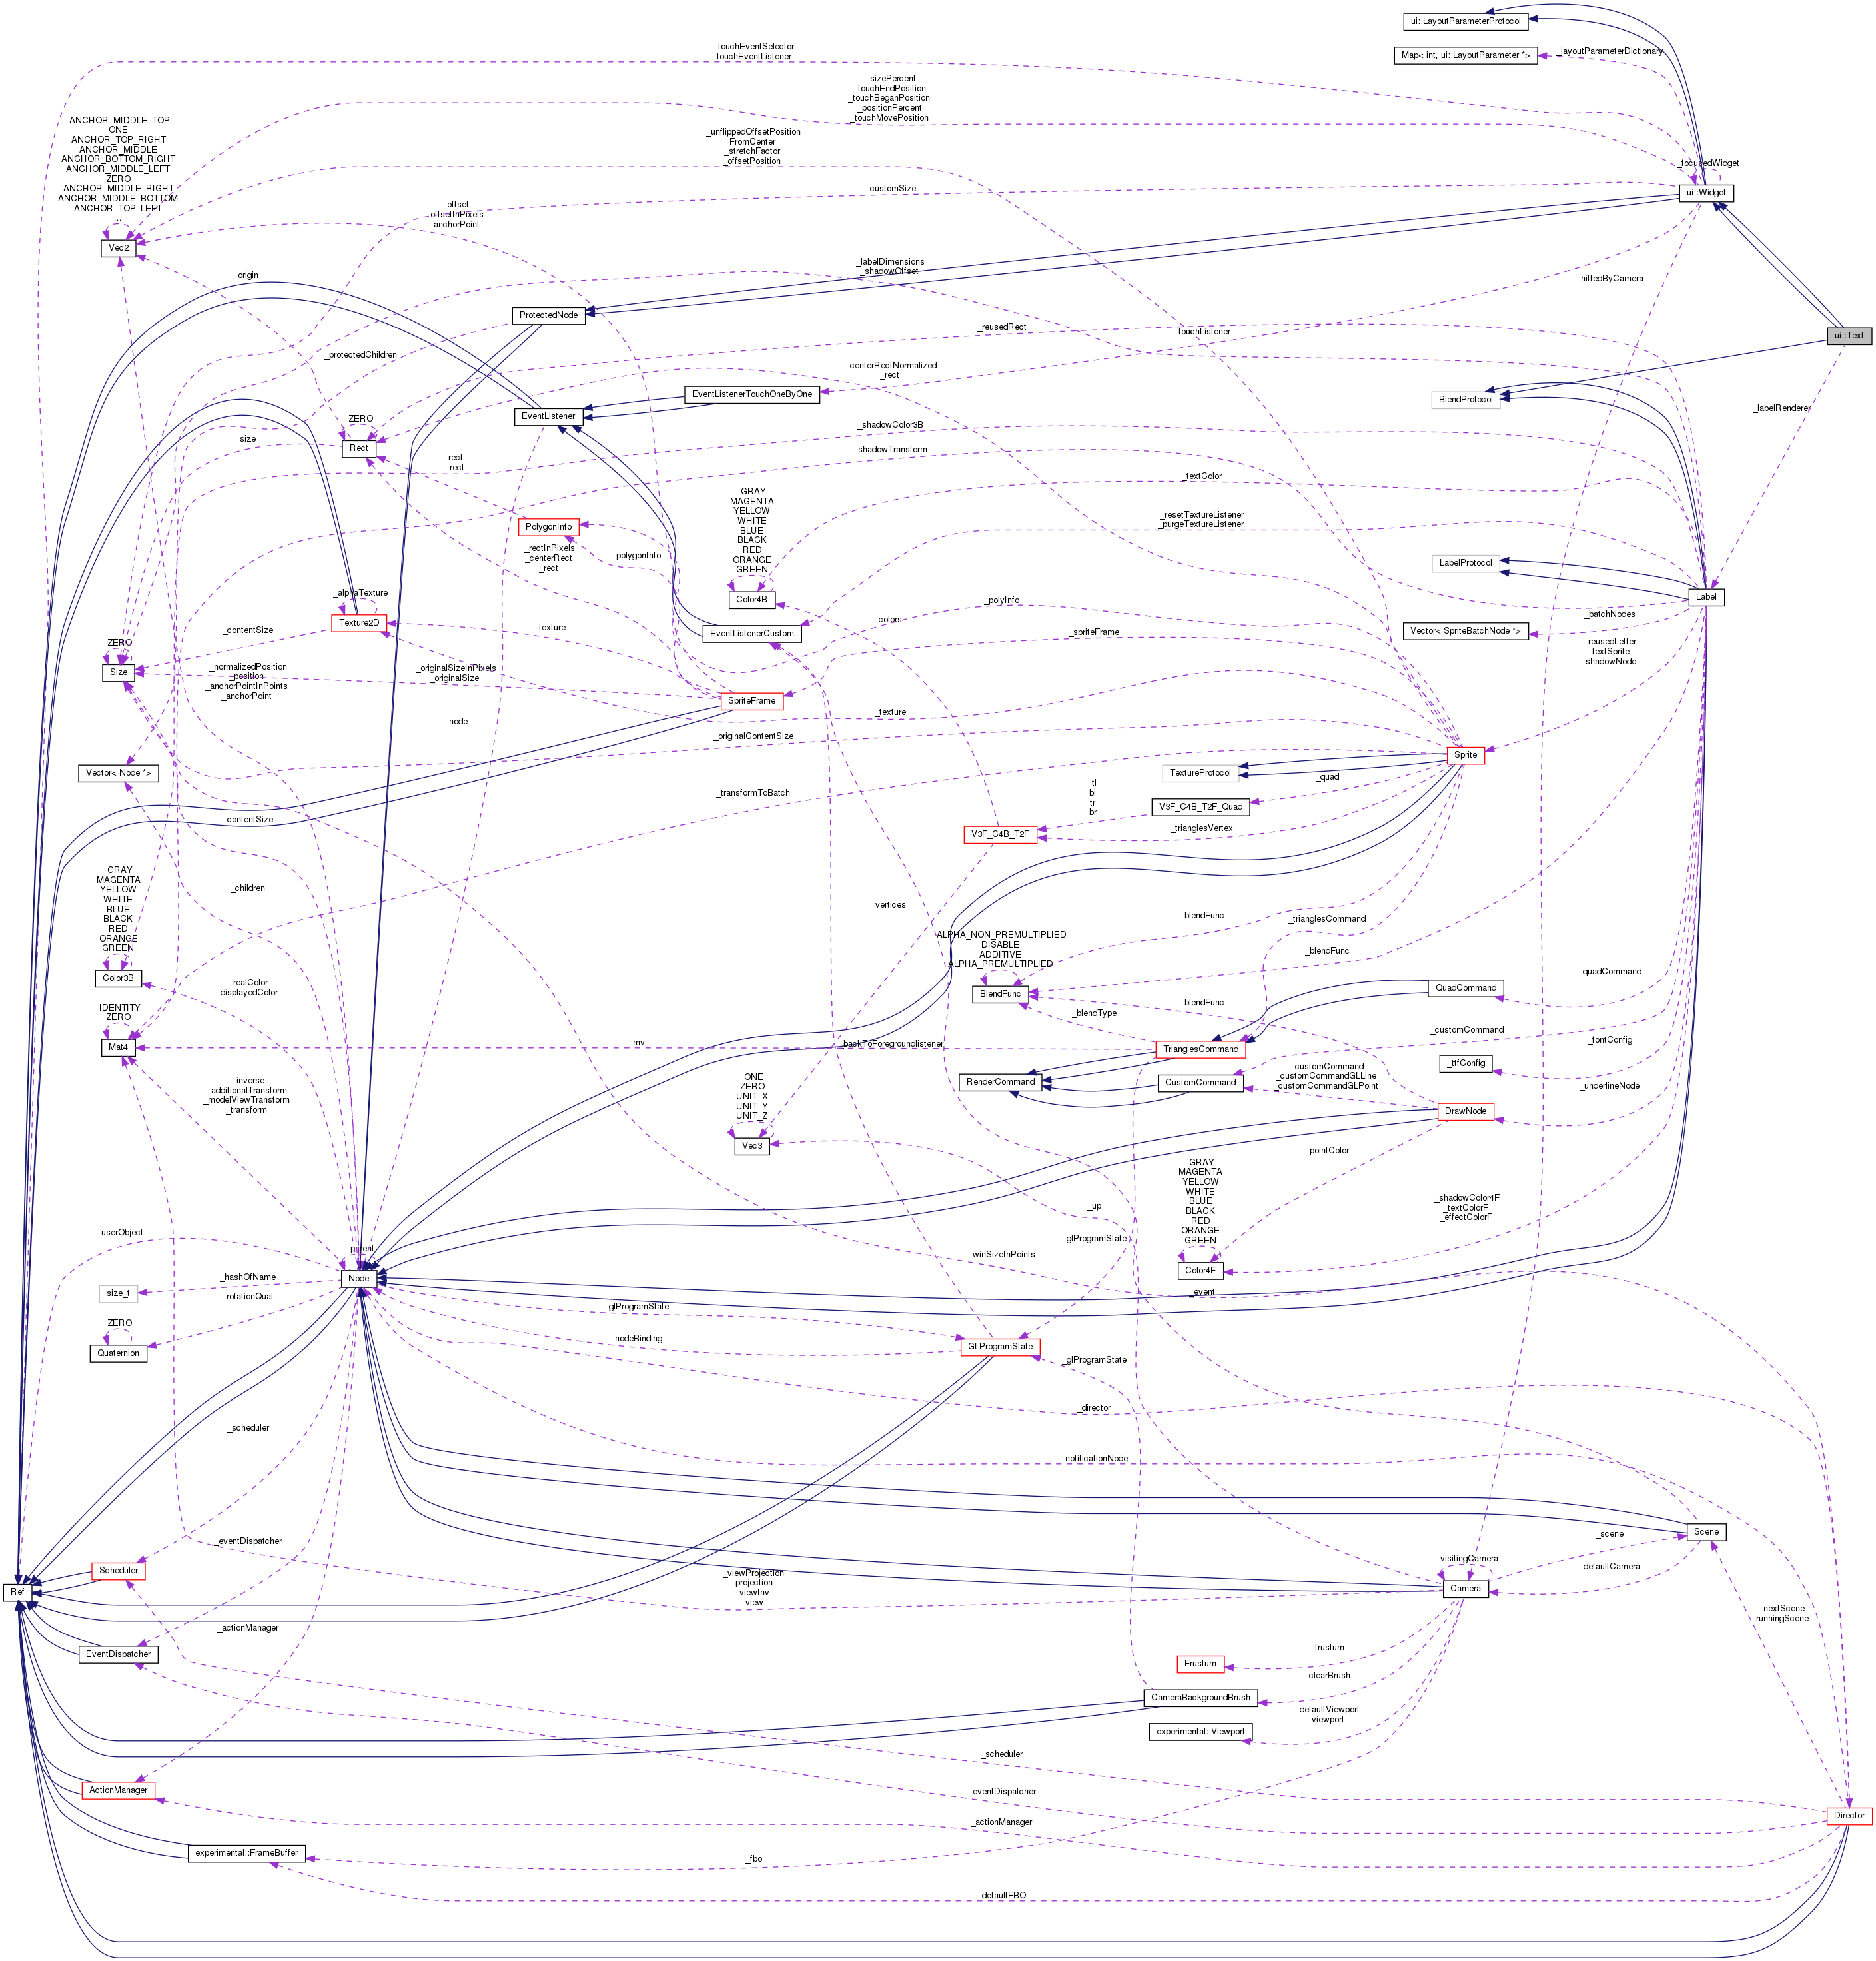 ui::LayoutParameterProtocol
_touchEventSelector
_touchEventListener
Map< int, ui::LayoutParameter *>
_layoutParameterDictionary
_sizePercent
_touchEndPosition
_touchBeganPosition
_positionPercent
_touchMovePosition
ANCHOR_MIDDLE_TOP
ONE
ANCHOR_TOP_RIGHT
ANCHOR_MIDDLE
ANCHOR_BOTTOM_RIGHT
ANCHOR_MIDDLE_LEFT
ZERO
ANCHOR_MIDDLE_RIGHT
ANCHOR_MIDDLE_BOTTOM
ANCHOR_TOP_LEFT
...
_unflippedOffsetPosition
FromCenter
_stretchFactor
_offsetPosition
_focusedWidget
ui::Widget
_customSize
_offset
_offsetInPixels
_anchorPoint
Vec2
origin
_labelDimensions
_shadowOffset
_hittedByCamera
ProtectedNode
_touchListener
_reusedRect
ui::Text
_protectedChildren
_centerRectNormalized
_rect
EventListenerTouchOneByOne
BlendProtocol
_labelRenderer
EventListener
ZERO
Rect
size
_shadowColor3B
rect
_rect
_shadowTransform
_textColor
GRAY
MAGENTA
YELLOW
WHITE
BLUE
BLACK
RED
ORANGE
GREEN
_resetTextureListener
_purgeTextureListener
PolygonInfo
_rectInPixels
_centerRect
_rect
_polygonInfo
LabelProtocol
_alphaTexture
Color4B
_polyInfo
Label
Texture2D
_contentSize
_texture
colors
EventListenerCustom
_spriteFrame
_batchNodes
Vector< SpriteBatchNode *>
ZERO
Size
_reusedLetter
_textSprite
_shadowNode
_normalizedPosition
_position
_anchorPointInPoints
_anchorPoint
_originalSizeInPixels
_originalSize
SpriteFrame
_node
_texture
_originalContentSize
Sprite
Vector< Node *>
TextureProtocol
_quad
_transformToBatch
tl
bl
tr
br
V3F_C4B_T2F_Quad
_contentSize
V3F_C4B_T2F
_trianglesVertex
GRAY
MAGENTA
YELLOW
WHITE
BLUE
BLACK
RED
ORANGE
GREEN
_children
vertices
_blendFunc
_trianglesCommand
ALPHA_NON_PREMULTIPLIED
DISABLE
ADDITIVE
ALPHA_PREMULTIPLIED
_blendFunc
_quadCommand
Color3B
_realColor
_displayedColor
BlendFunc
QuadCommand
_blendFunc
IDENTITY
ZERO
_blendType
_customCommand
_fontConfig
Mat4
_mv
_backToForegroundlistener
TrianglesCommand
_ttfConfig
_customCommand
_customCommandGLLine
_customCommandGLPoint
RenderCommand
CustomCommand
_underlineNode
_inverse
_additionalTransform
_modelViewTransform
_transform
ONE
ZERO
UNIT_X
UNIT_Y
UNIT_Z
DrawNode
Vec3
_pointColor
GRAY
MAGENTA
YELLOW
WHITE
BLUE
BLACK
RED
ORANGE
GREEN
_shadowColor4F
_textColorF
_effectColorF
_up
_userObject
_glProgramState
_parent
_winSizeInPoints
Color4F
_hashOfName
Node
size_t
_rotationQuat
_event
_glProgramState
ZERO
_nodeBinding
GLProgramState
Quaternion
_glProgramState
_director
_scheduler
_notificationNode
Scene
_scene
_eventDispatcher
_defaultCamera
_visitingCamera
Scheduler
_viewProjection
_projection
_viewInv
_view
Camera
Ref
_nextScene
_runningScene
_actionManager
EventDispatcher
_frustum
Frustum
_clearBrush
CameraBackgroundBrush
_defaultViewport
_viewport
experimental::Viewport
_scheduler
ActionManager
_eventDispatcher
Director
_actionManager
experimental::FrameBuffer
_fbo
_defaultFBO